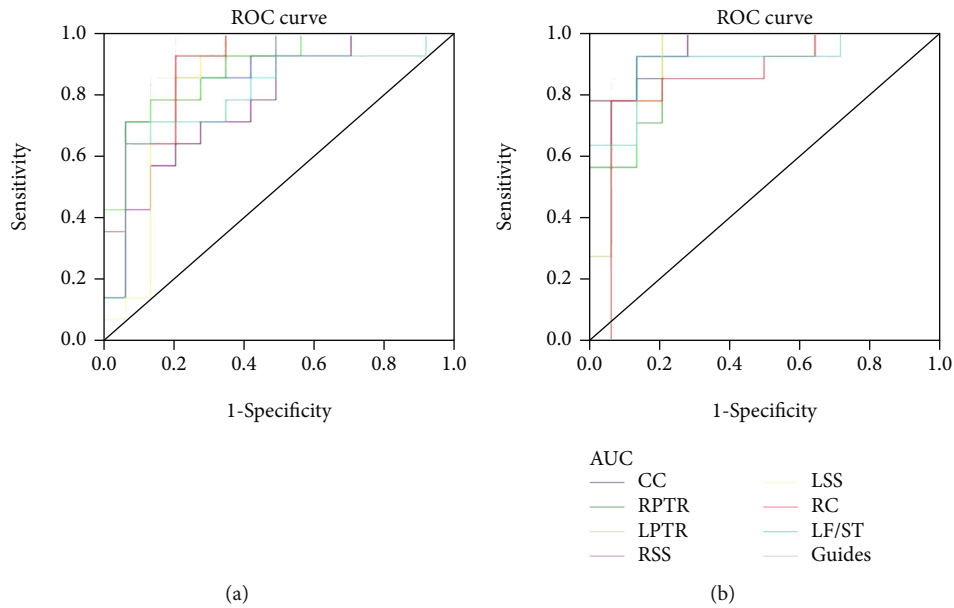 ROC curve
1.0
0.8
0.6
0.4
0.2
0.0
Sensitivity
0.0 0.2 0.4 0.6 0.8 1.0
1-Specificity
(a)
ROC curve
1.0
0.8
0.6
0.4
0.2
0.0
Sensitivity
0.0 0.2 0.4 0.6 0.8 1.0
1-Specificity
AUC
CC
RPTR
LPTR
RSS
LSS
RC
LF/ST
Guides
(b)